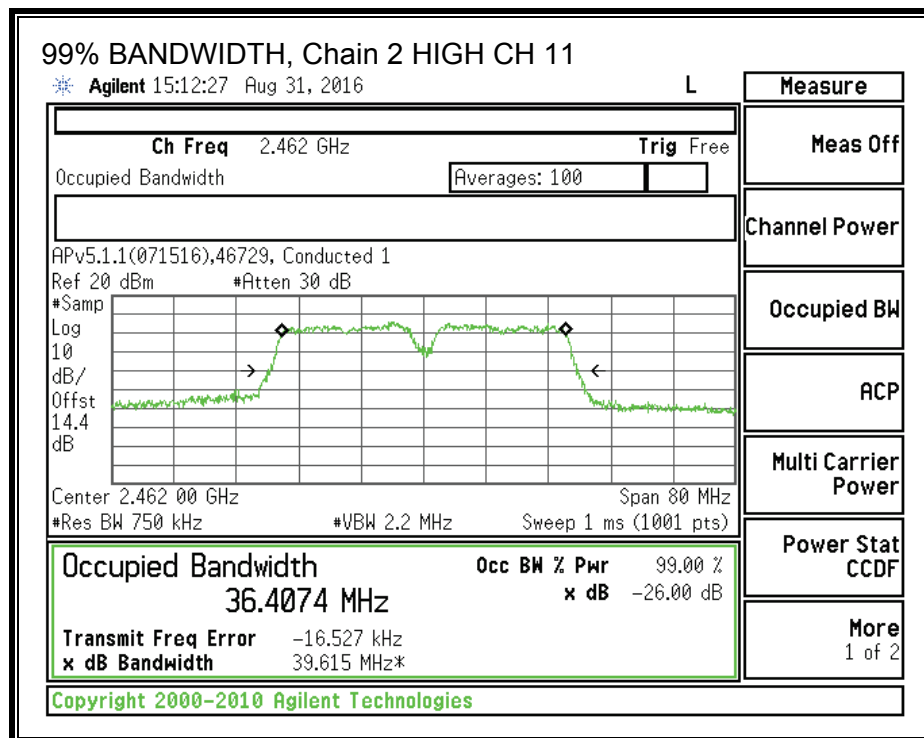 99% BANDWIDTH, Chain 2 HIGH CH 11
Agilent 15:12:27 Aug 31, 2016 L
Measure
Ch Freq 2.462 GHz Trig Free
Meas Off
Occupied Bandwidth Averages: 100
Channel Power
APv5.1.1(071516),46729, Conducted 1
Ref 20 dBm #Atten 30 dB
#Samp
Log
10
dB/
Offst
14.4
dB
Occupied BW
ACP
Multi Carrier
Power
Center 2.462 00 GHz Span 80 MHz
#Res BW 750 kHz #VBW 2.2 MHz Sweep 1 ms (1001 pts)
Power Stat
CCDF
Occupied Bandwidth Occ BW % Pwr 99.00 %
36.4074 MHz x dB -26.00 dB
Transmit Freq Error -16.527 kHz
x dB Bandwidth 39.615 MHz*
More
1 of 2
Copyright 2000-2010 Agilent Technologies